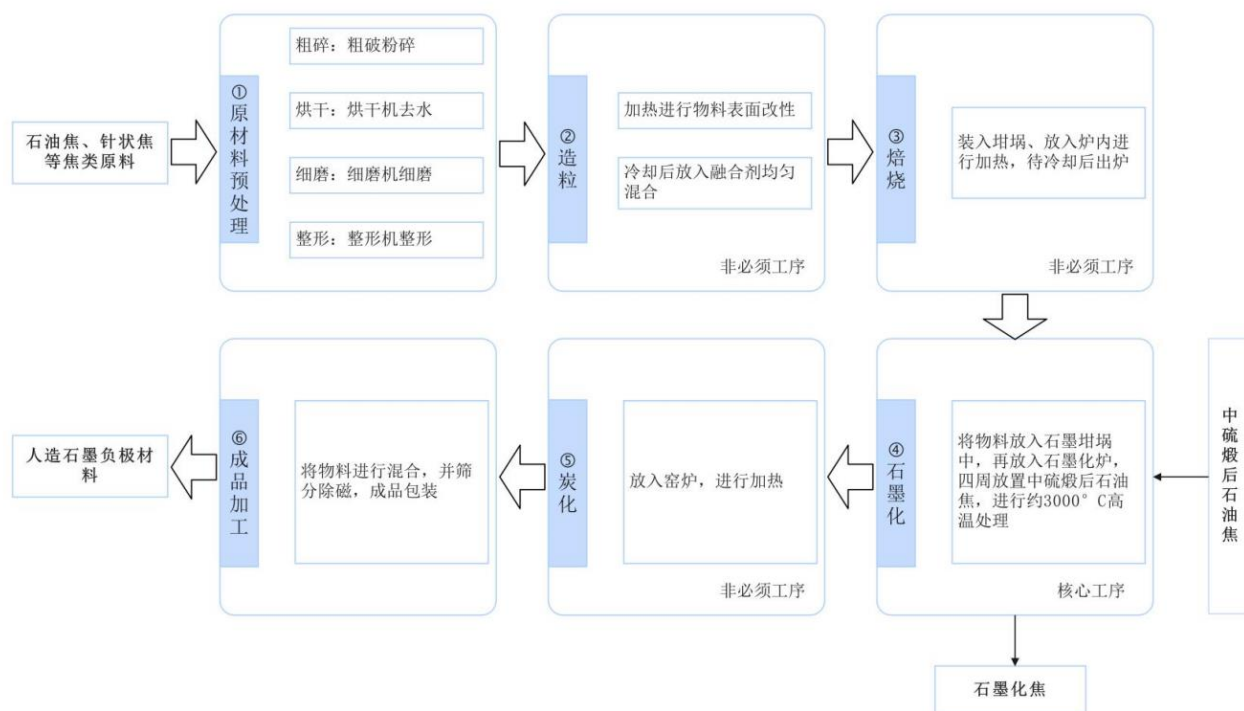 石油焦、针状焦
等焦类原料
①原材料预处理
粗碎：粗破粉碎
烘干：烘干机去水
细磨：细磨机细磨
整形：整形机整形
②造粒
加热进行物料表面改性
冷却后放入融合剂均匀
混合
非必须工序
③焙烧
装入坩埚、放入炉内进
行加热，待冷却后出炉
非必须工序
中硫煅后石油焦
④石墨化
将物料放入石墨坩埚
中，再放入石墨化炉，
四周放置中硫煅后石油
焦，进行约3000°C高
温处理
核心工序
石墨化焦
⑤炭化
放入窑炉，进行加热
非必须工序
⑥成品加工
将物料进行混合，并筛
分除磁，成品包装
人造石墨负极材
料